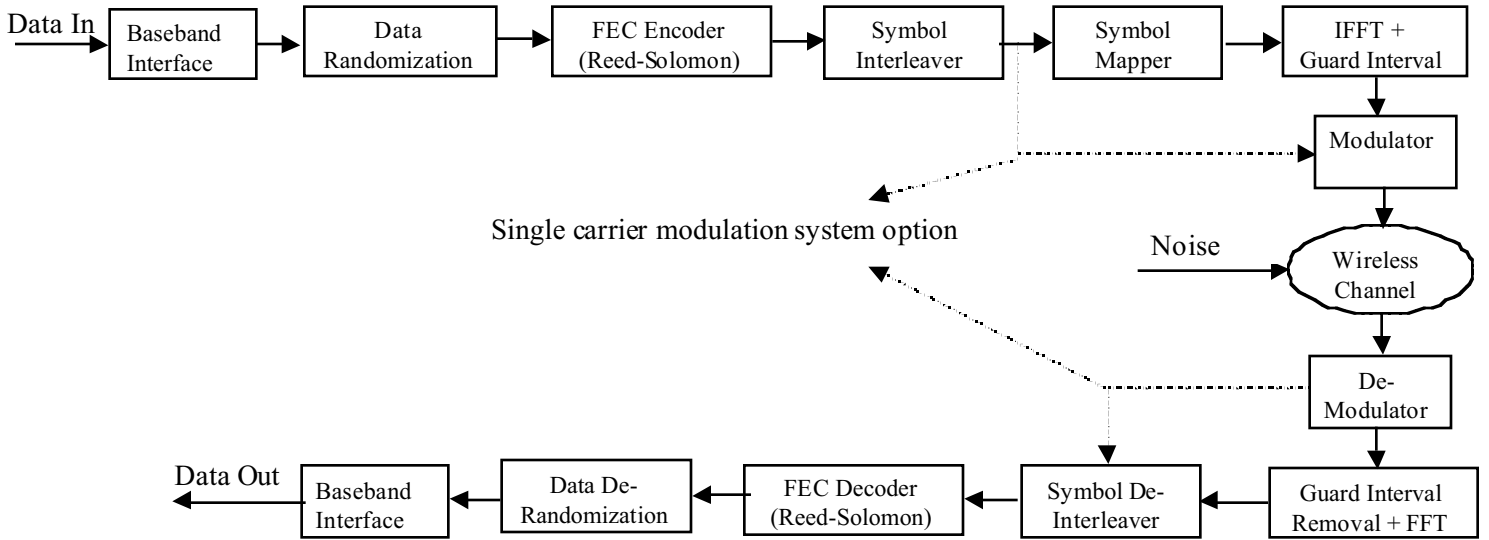 Data In
Baseband
Interface
Data
Randomization
FEC Encoder
(Reed-Solomon)
Symbol
Interleaver
Symbol
Mapper
IFFT +
Guard Interval
Modulator
Single carrier modulation system option
Noise
Wireless
Channel
De-
Modulator
Data Out
Baseband
Interface
Data De-
Randomization
FEC Decoder
(Reed-Solomon)
Symbol De-
Interleaver
Guard Interval
Removal + FFT